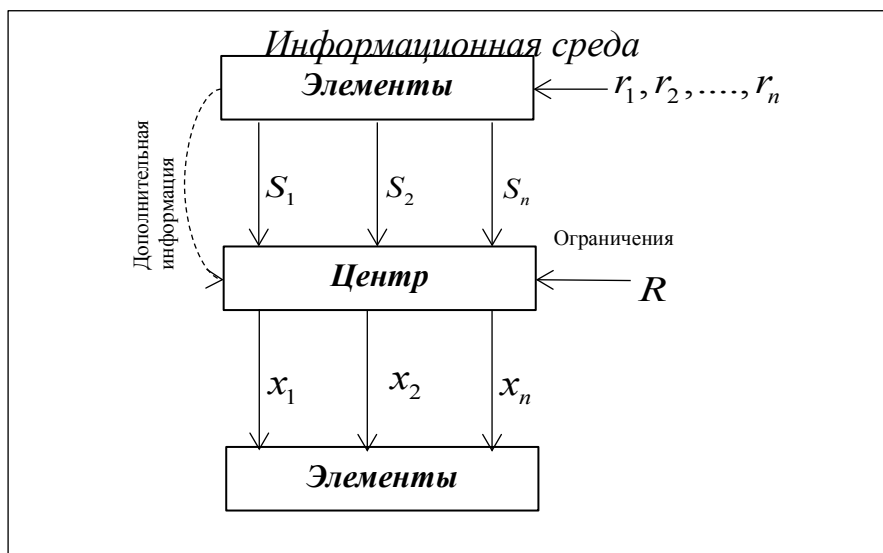 Информационная среда
Элементы
r₁, r₂, ...., rₙ
Дополнительная
информация
S₁
S₂
Sₙ
Ограничения
Центр
R
x₁
x₂
xₙ
Элементы